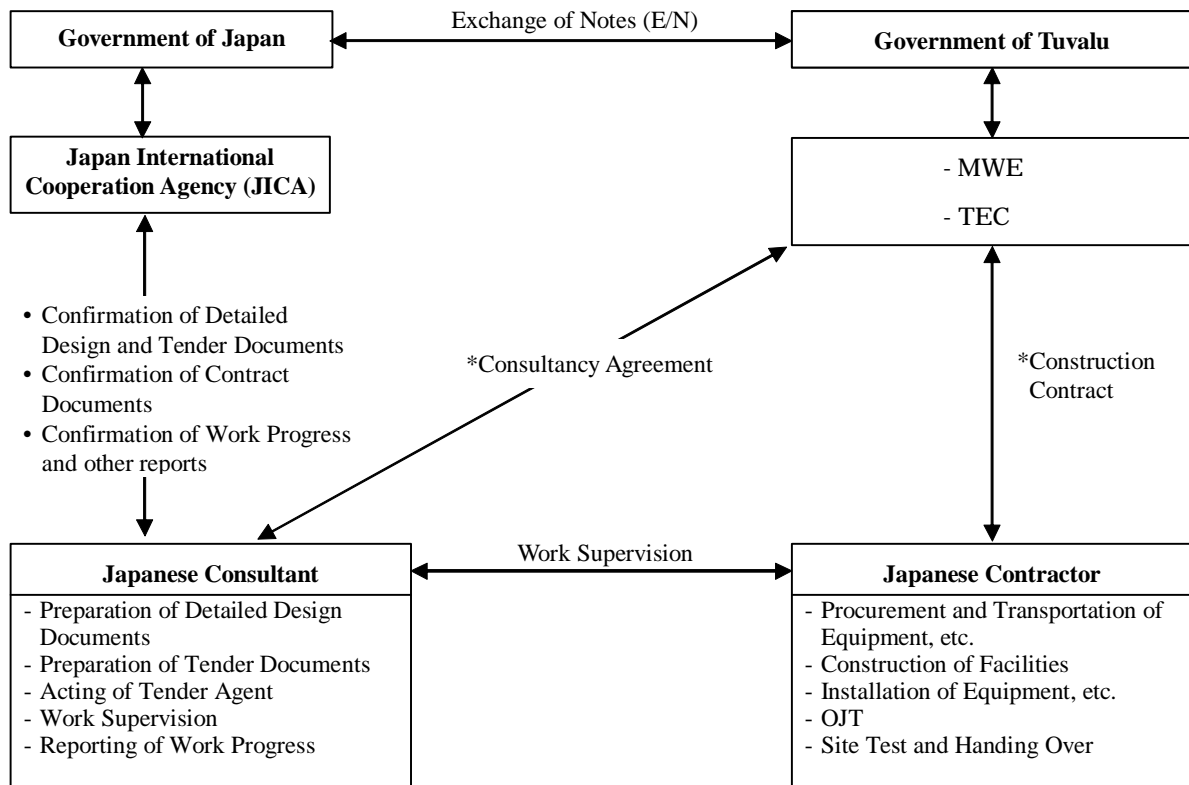 Exchange of Notes (E/N)
Government of Japan
Government of Tuvalu
Japan International
Cooperation Agency (JICA)
- MWE
- TEC
• Confirmation of Detailed
Design and Tender Documents
• Confirmation of Contract
Documents
• Confirmation of Work Progress
and other reports
*Consultancy Agreement
*Construction
Contract
Work Supervision
Japanese Consultant
- Preparation of Detailed Design
Documents
- Preparation of Tender Documents
- Acting of Tender Agent
- Work Supervision
- Reporting of Work Progress
Japanese Contractor
- Procurement and Transportation of
Equipment, etc.
- Construction of Facilities
- Installation of Equipment, etc.
- OJT
- Site Test and Handing Over